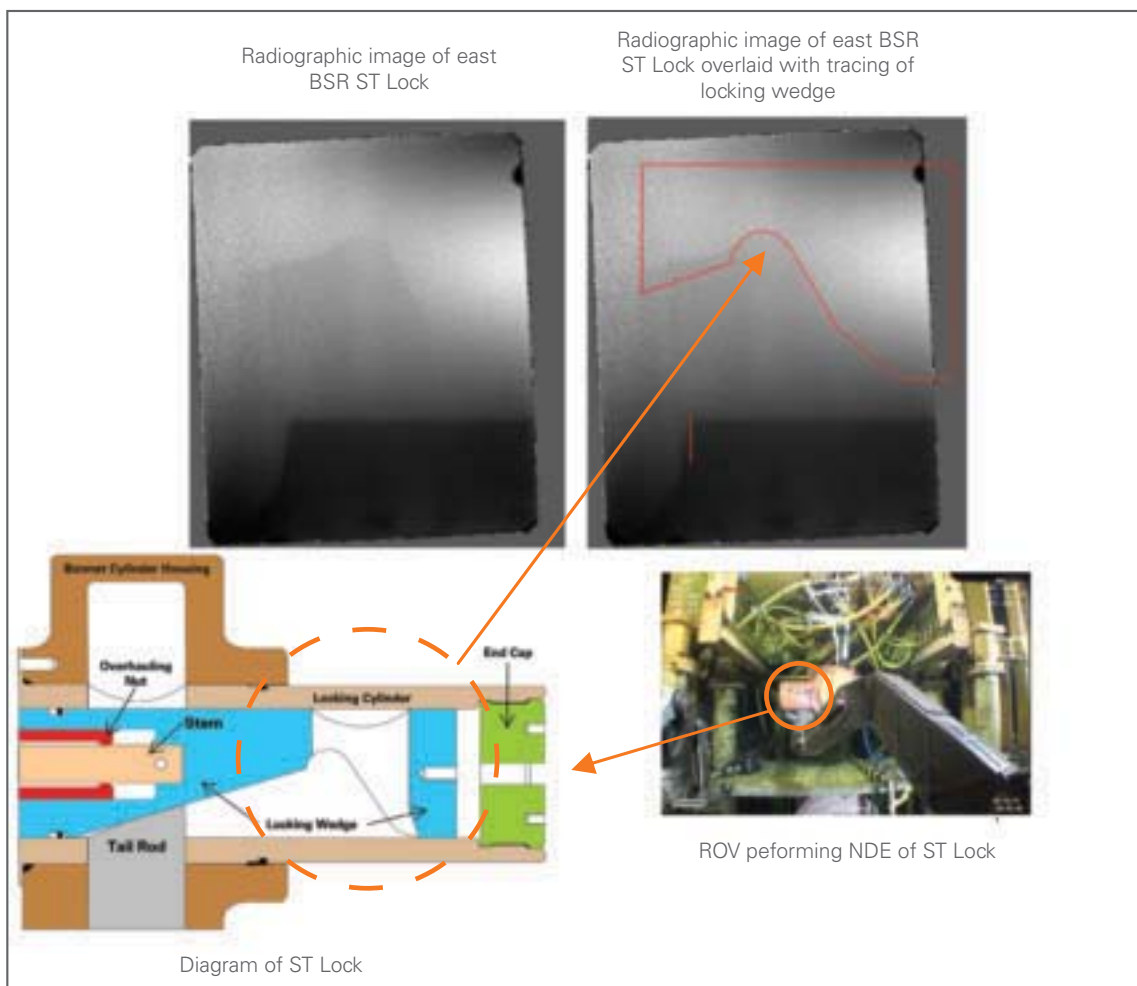 Radiographic image of east
BSR ST Lock
Radiographic image of east BSR
ST Lock overlaid with tracing of
locking wedge
Bonnet Cylinder Housing
Overhauling
Nut
Stem
Locking Cylinder
End Cap
Locking Wedge
Tail Rod
ROV peforming NDE of ST Lock
Diagram of ST Lock